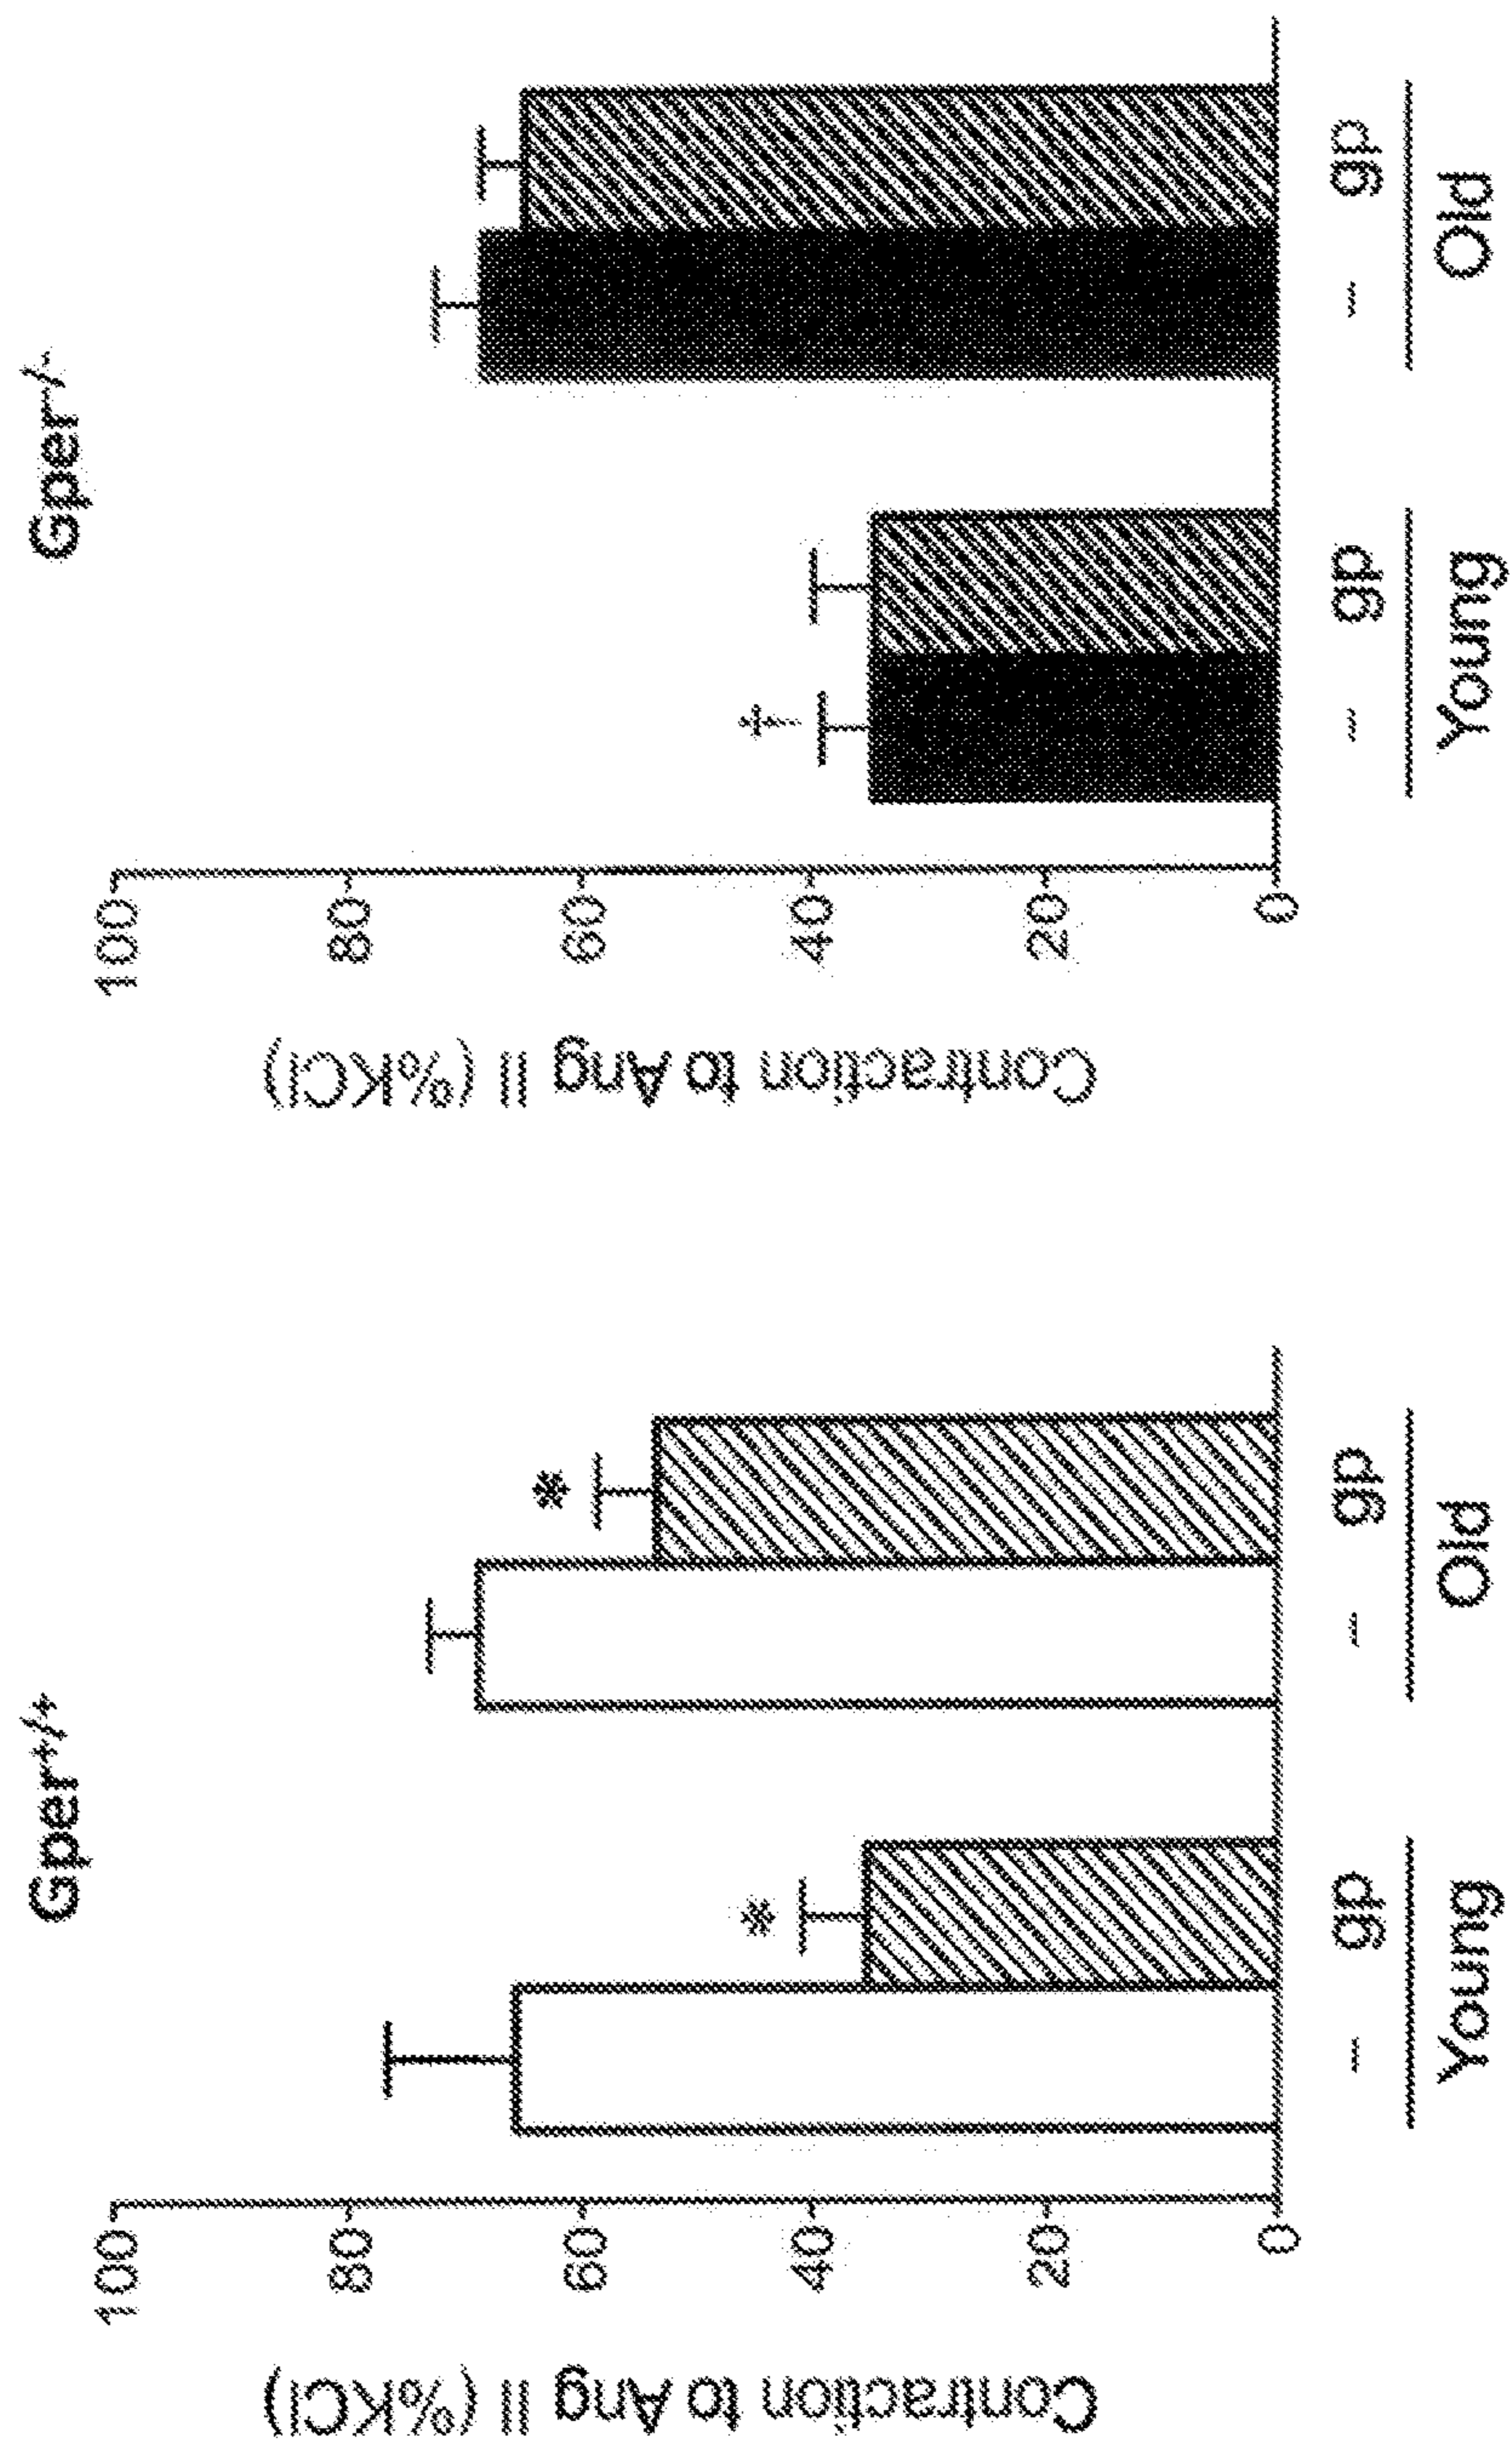 Gper+/+
Contraction to Ang II (%KCl)
100
80
60
40
20
0
*
*
– gp – gp
Young Old
Gper-/-
Contraction to Ang II (%KCl)
100
80
60
40
20
0
†
– gp – gp
Young Old